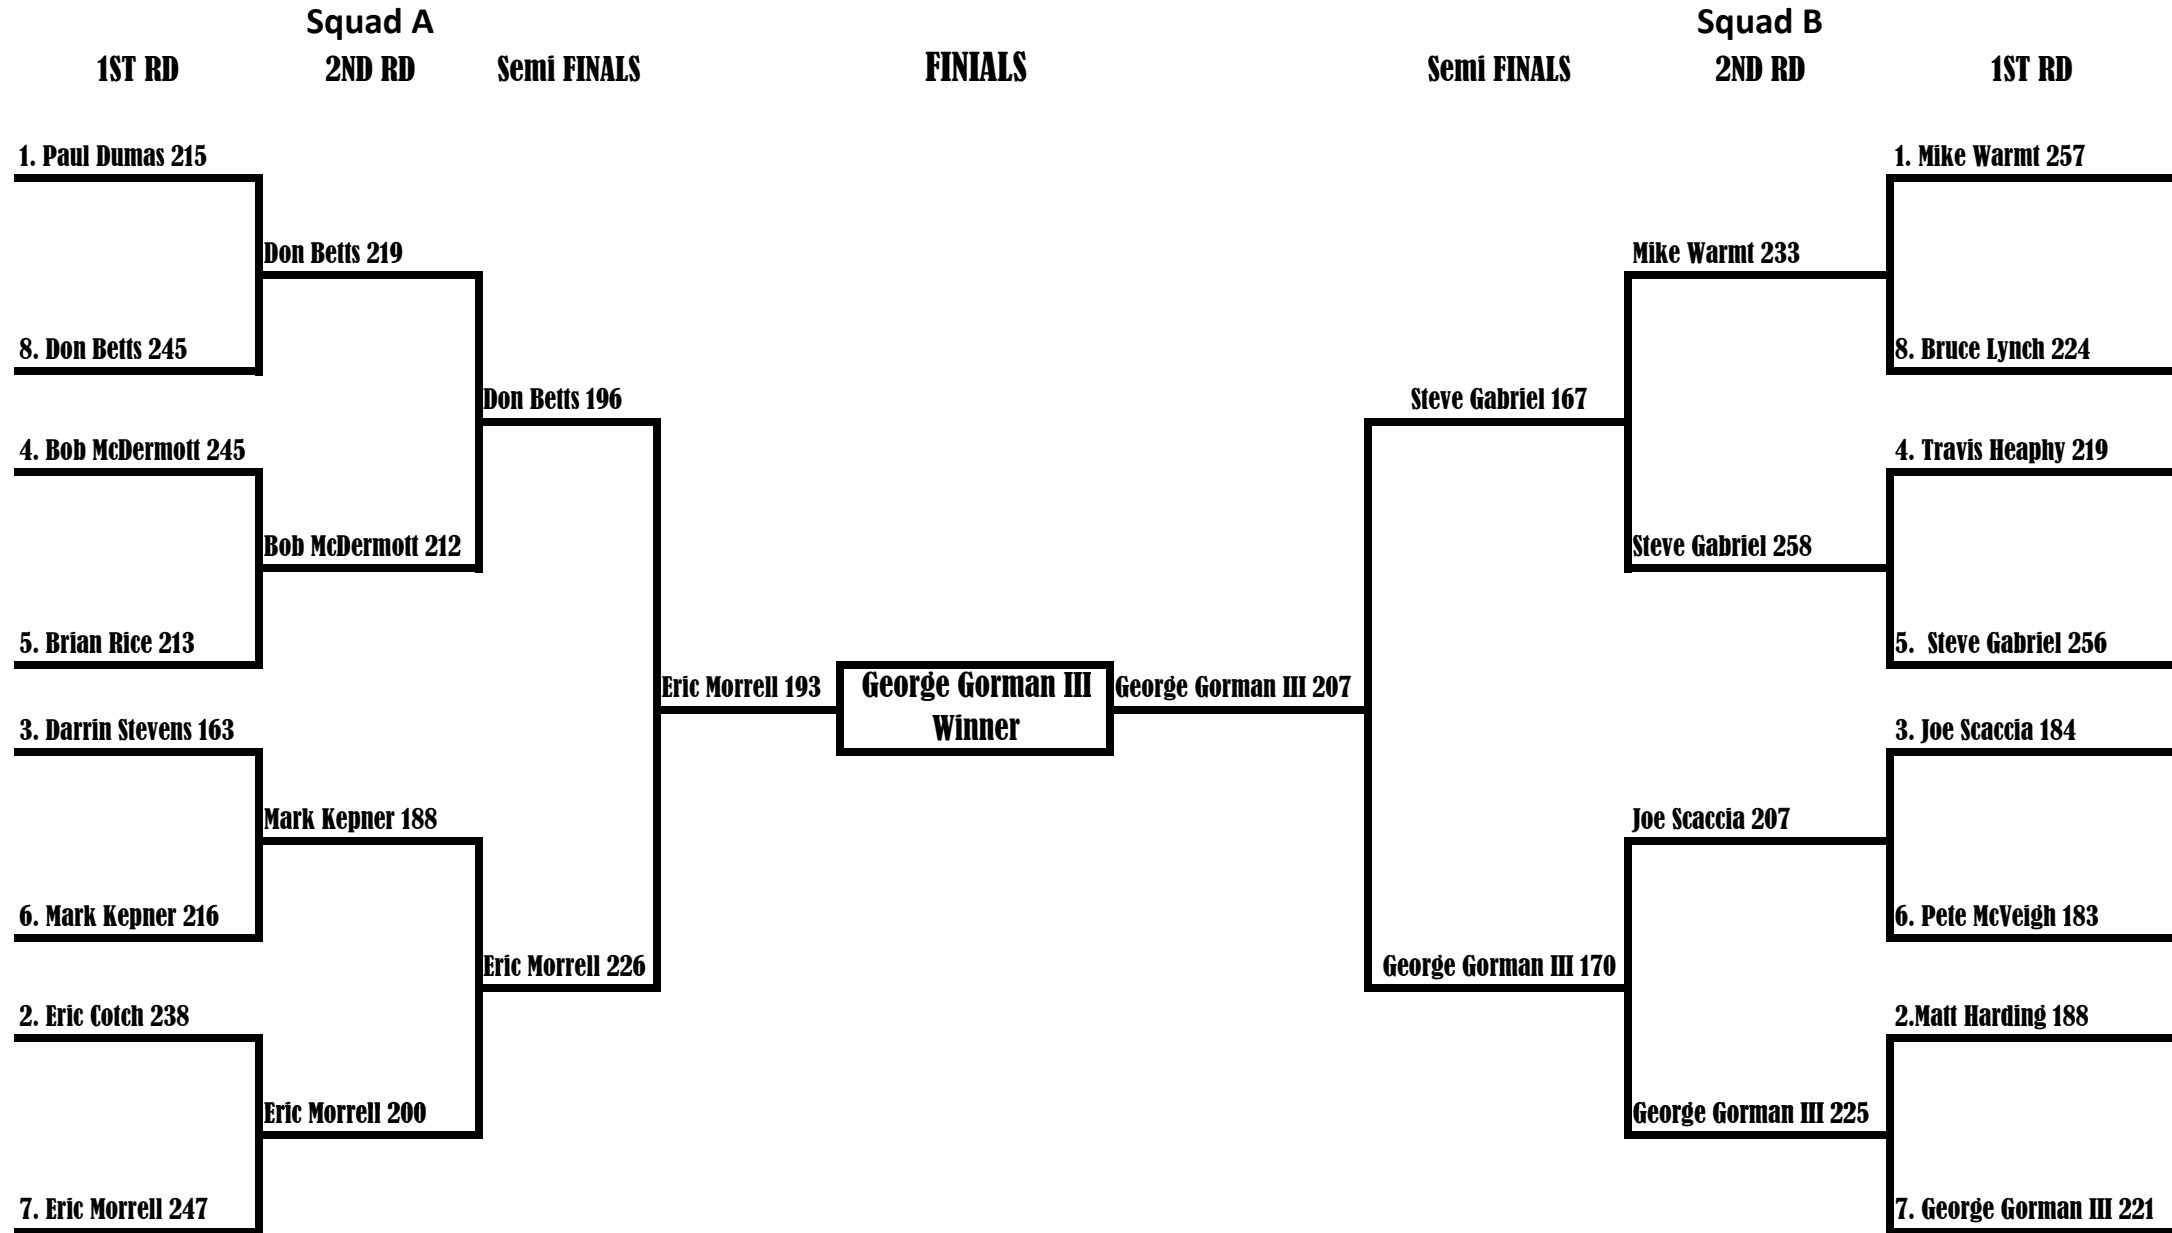 Squad A
Squad B
1ST RD
2ND RD
Semi FINALS
FINIALS
Semi FINALS
2ND RD
1ST RD
1. Paul Dumas 215
8. Don Betts 245
4. Bob McDermott 245
5. Brian Rice 213
3. Darrin Stevens 163
6. Mark Kepner 216
2. Eric Cotch 238
7. Eric Morrell 247
Don Betts 219
Bob McDermott 212
Mark Kepner 188
Eric Morrell 200
Don Betts 196
Eric Morrell 226
Eric Morrell 193
George Gorman III
Winner
George Gorman III 207
Steve Gabriel 167
George Gorman III 170
Mike Warmt 233
Steve Gabriel 258
Joe Scaccia 207
George Gorman III 225
1. Mike Warmt 257
8. Bruce Lynch 224
4. Travis Heaphy 219
5.  Steve Gabriel 256
3. Joe Scaccia 184
6. Pete McVeigh 183
2.Matt Harding 188
7. George Gorman III 221